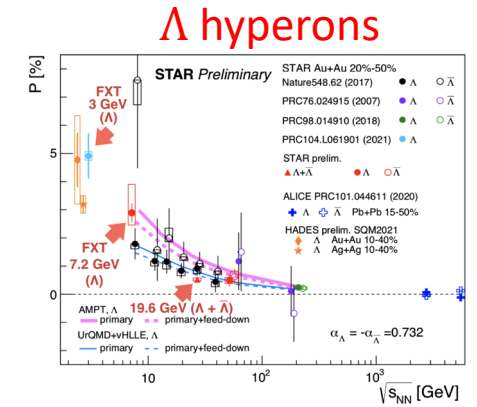 Λ hyperons
P [%]
STAR Preliminary
STAR Au+Au 20%-50%
Nature548.62 (2017) Λ Λ̅
PRC76.024915 (2007) Λ Λ̅
PRC98.014910 (2018) Λ Λ̅
PRC104.L061901 (2021) Λ
STAR prelim.
Λ+Λ̅ Λ Λ̅
ALICE PRC101.044611 (2020)
Λ Λ̅ Pb+Pb 15-50%
HADES prelim. SQM2021
Λ Au+Au 10-40%
Λ Ag+Ag 10-40%
FXT
3 GeV
(Λ)
5
FXT
7.2 GeV
(Λ)
0
19.6 GeV (Λ + Λ̅)
AMPT, Λ
primary primary+feed-down
UrQMD+vHLLE, Λ
primary primary+feed-down
α_Λ = -α_Λ̅ =0.732
10 10² 10³
√s_NN [GeV]